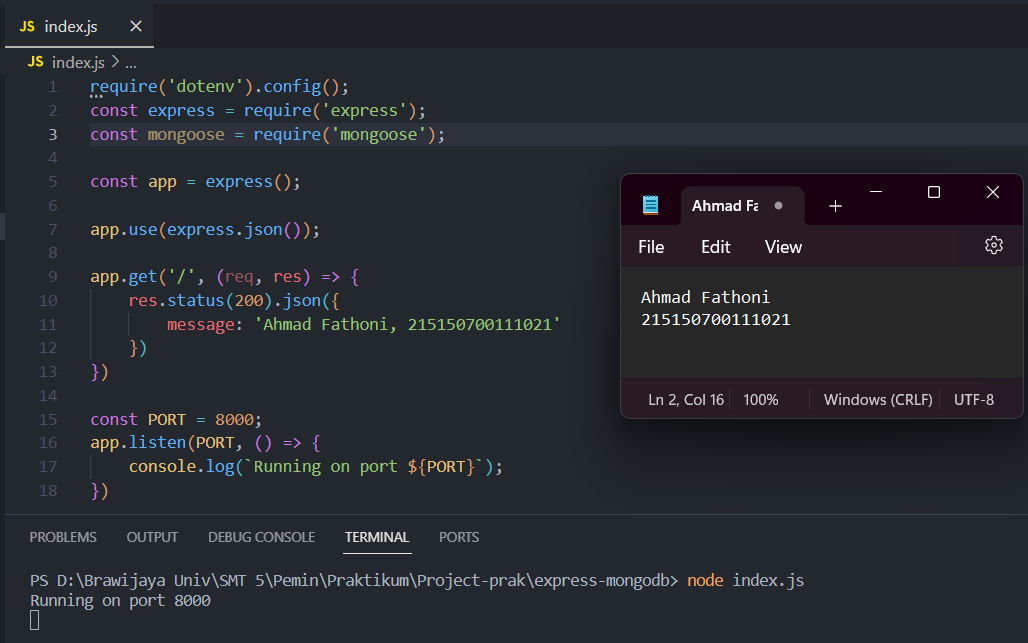 JS index.js ×
JS index.js > ...
1 require('dotenv').config();
2 const express = require('express');
3 const mongoose = require('mongoose');
4
5 const app = express();
6
7 app.use(express.json());
8
9 app.get('/', (req, res) => {
10     res.status(200).json({
11         message: 'Ahmad Fathoni, 215150700111021'
12     })
13 })
14
15 const PORT = 8000;
16 app.listen(PORT, () => {
17     console.log(`Running on port ${PORT}`);
18 })
Ahmad Fa
File Edit View
Ahmad Fathoni
215150700111021
Ln 2, Col 16 100% Windows (CRLF) UTF-8
PROBLEMS OUTPUT DEBUG CONSOLE TERMINAL PORTS
PS D:\Brawijaya Univ\SMT 5\Pemin\Praktikum\Project-prak\express-mongodb> node index.js
Running on port 8000